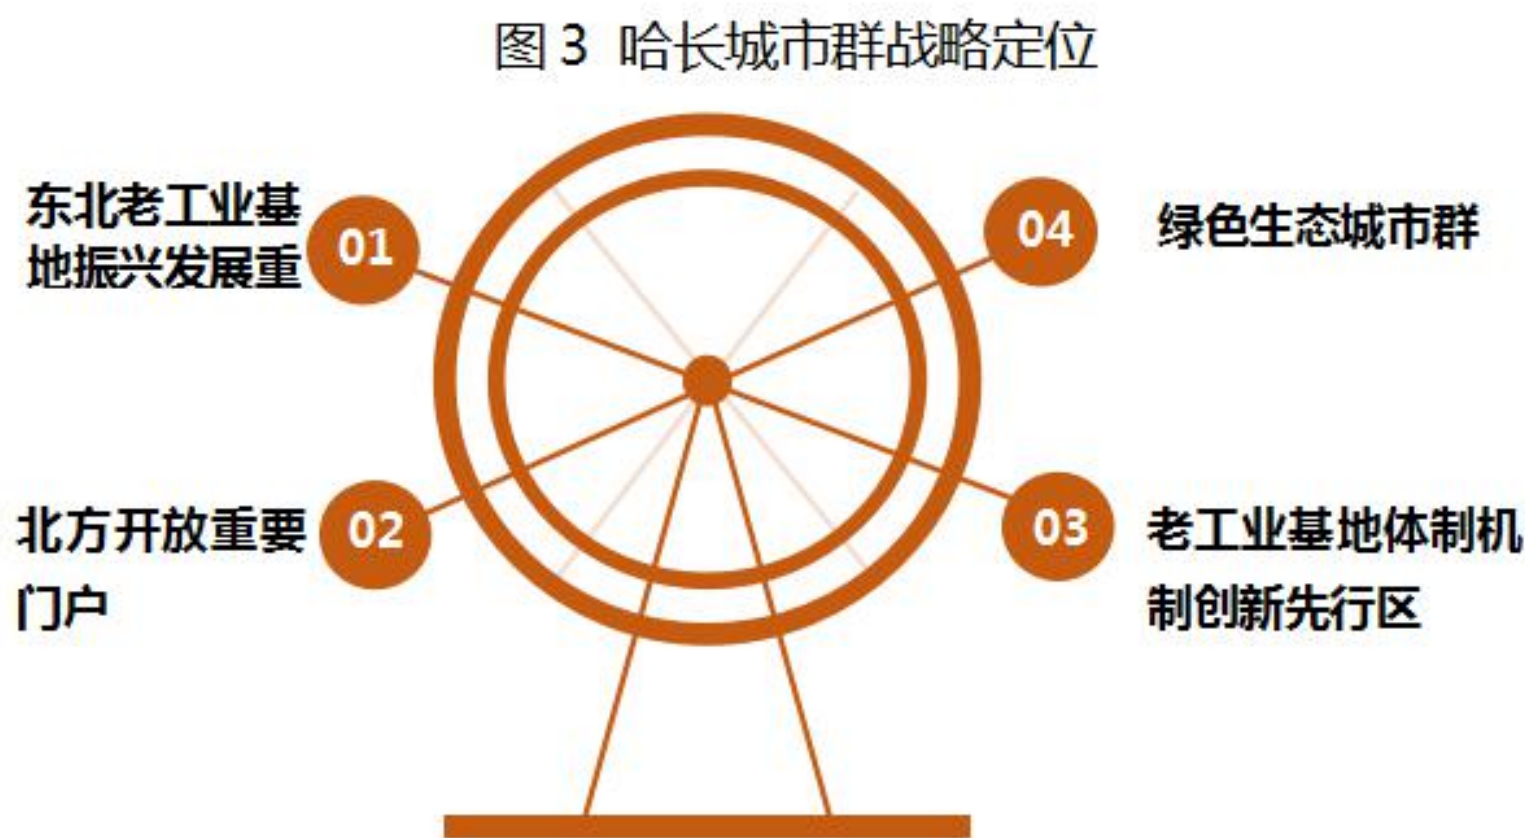 图 3 哈长城市群战略定位
东北老工业基
地振兴发展重
01
北方开放重要
门户
02
04
绿色生态城市群
03
老工业基地体制机
制创新先行区